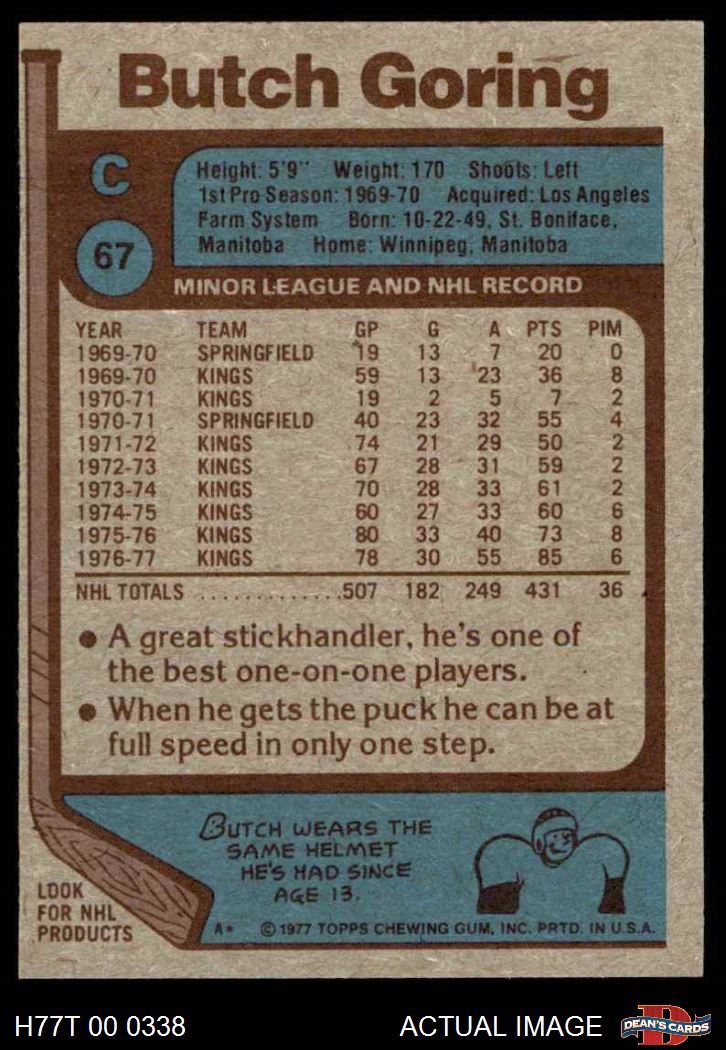 Butch Goring
C
Height: 5'9" Weight: 170 Shoots: Left
1st Pro Season: 1969-70 Acquired: Los Angeles
Farm System Born: 10-22-49, St. Boniface,
Manitoba Home: Winnipeg, Manitoba
67
MINOR LEAGUE AND NHL RECORD
YEAR TEAM GP G A PTS PIM
1969-70 SPRINGFIELD 19 13 7 20 0
1969-70 KINGS 59 13 23 36 8
1970-71 KINGS 19 2 5 7 2
1970-71 SPRINGFIELD 40 23 32 55 4
1971-72 KINGS 74 21 29 50 2
1972-73 KINGS 67 28 31 59 2
1973-74 KINGS 70 28 33 61 2
1974-75 KINGS 60 27 33 60 6
1975-76 KINGS 80 33 40 73 8
1976-77 KINGS 78 30 55 85 6
NHL TOTALS .............507 182 249 431 36
• A great stickhandler, he's one of
the best one-on-one players.
• When he gets the puck he can be at
full speed in only one step.
BUTCH WEARS THE
SAME HELMET
HE'S HAD SINCE
AGE 13.
LOOK
FOR NHL
PRODUCTS
A* © 1977 TOPPS CHEWING GUM, INC. PRTD. IN U.S.A.
H77T 00 0338 ACTUAL IMAGE
D
DEAN'S CARDS